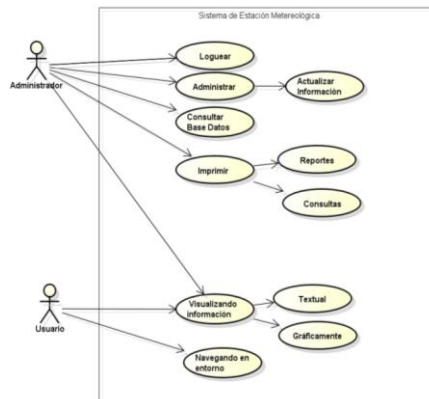 Sistema de Estación Metereológica
Loguear
Administrador
Administrar
Actualizar
Información
Consultar
Base Datos
Imprimir
Reportes
Consultas
Usuario
Visualizando
información
Textual
Gráficamente
Navegando en
entorno